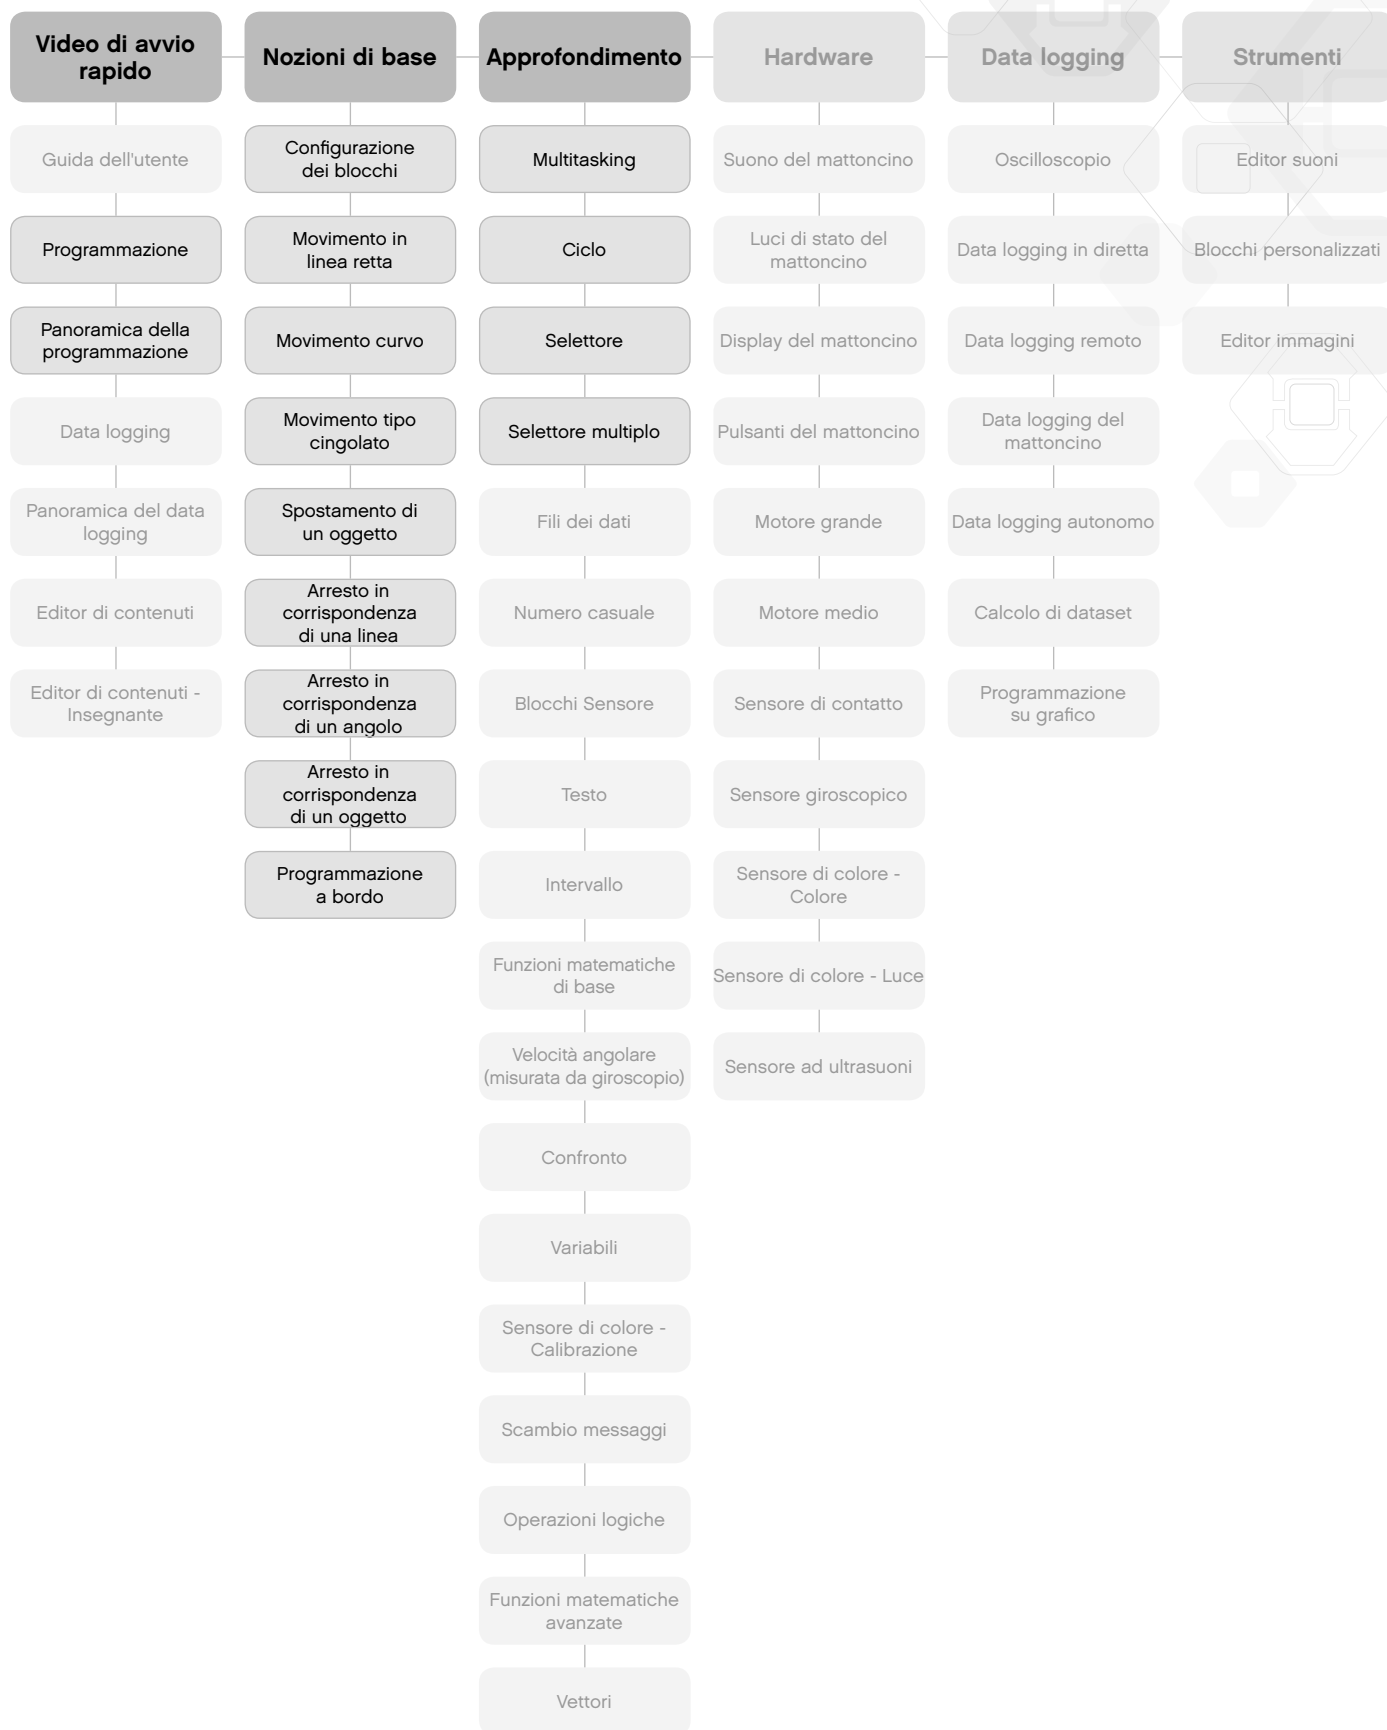 Video di avvio
rapido
Nozioni di base
Approfondimento
Hardware
Data logging
Strumenti
Guida dell'utente
Programmazione
Panoramica della
programmazione
Data logging
Panoramica del data
logging
Editor di contenuti
Editor di contenuti -
Insegnante
Configurazione
dei blocchi
Movimento in
linea retta
Movimento curvo
Movimento tipo
cingolato
Spostamento di
un oggetto
Arresto in
corrispondenza
di una linea
Arresto in
corrispondenza
di un angolo
Arresto in
corrispondenza
di un oggetto
Programmazione
a bordo
Multitasking
Ciclo
Selettore
Selettore multiplo
Fili dei dati
Numero casuale
Blocchi Sensore
Testo
Intervallo
Funzioni matematiche
di base
Velocità angolare
(misurata da giroscopio)
Confronto
Variabili
Sensore di colore -
Calibrazione
Scambio messaggi
Operazioni logiche
Funzioni matematiche
avanzate
Vettori
Suono del mattoncino
Luci di stato del
mattoncino
Display del mattoncino
Pulsanti del mattoncino
Motore grande
Motore medio
Sensore di contatto
Sensore giroscopico
Sensore di colore -
Colore
Sensore di colore - Luce
Sensore ad ultrasuoni
Oscilloscopio
Data logging in diretta
Data logging remoto
Data logging del
mattoncino
Data logging autonomo
Calcolo di dataset
Programmazione
su grafico
Editor suoni
Blocchi personalizzati
Editor immagini